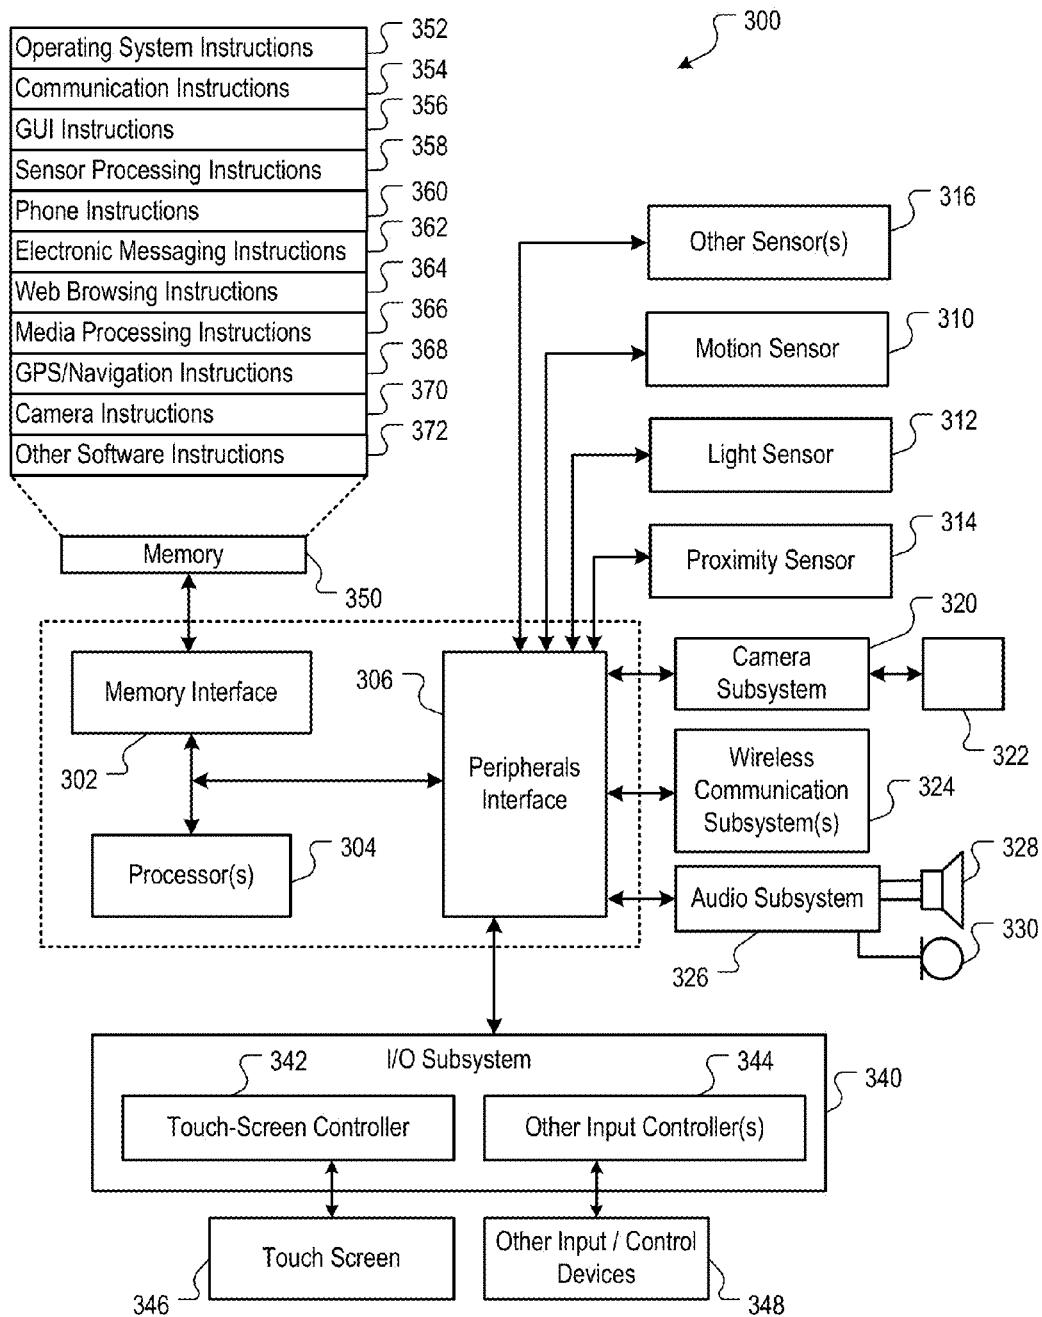 300
352
Operating System Instructions
354
Communication Instructions
356
GUI Instructions
358
Sensor Processing Instructions
360
Phone Instructions
362
Electronic Messaging Instructions
364
Web Browsing Instructions
366
Media Processing Instructions
368
GPS/Navigation Instructions
370
Camera Instructions
372
Other Software Instructions
Memory
350
316
Other Sensor(s)
310
Motion Sensor
312
Light Sensor
314
Proximity Sensor
320
Camera
Subsystem
322
Memory Interface
302
306
Peripherals
Interface
304
Processor(s)
Wireless
Communication
Subsystem(s)
324
Audio Subsystem
326
328
330
I/O Subsystem
340
342
Touch-Screen Controller
344
Other Input Controller(s)
Touch Screen
346
Other Input / Control
Devices
348